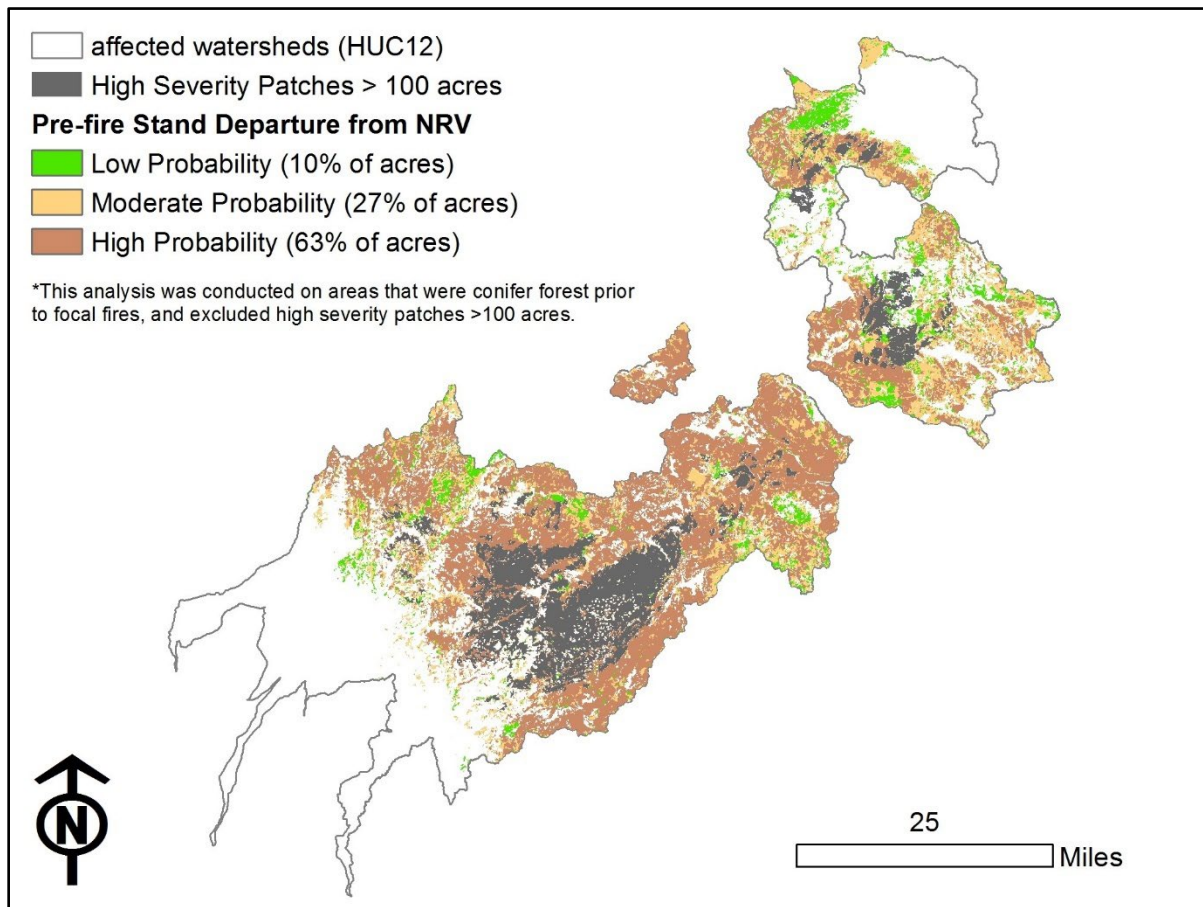 affected watersheds (HUC12)
High Severity Patches > 100 acres
Pre-fire Stand Departure from NRV
Low Probability (10% of acres)
Moderate Probability (27% of acres)
High Probability (63% of acres)
*This analysis was conducted on areas that were conifer forest prior
to focal fires, and excluded high severity patches >100 acres.
N
25
Miles